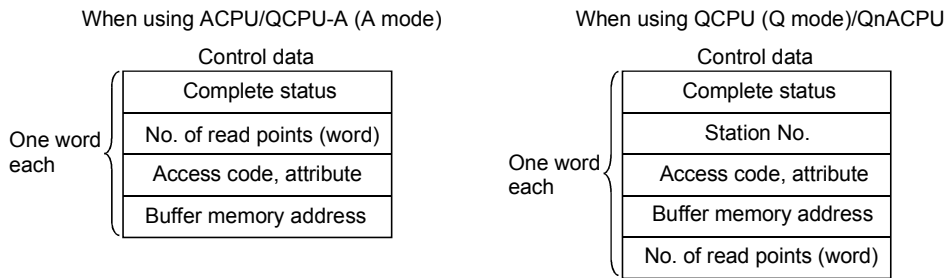 When using ACPU/QCPU-A (A mode)
Control data
One word each
Complete status
No. of read points (word)
Access code, attribute
Buffer memory address
When using QCPU (Q mode)/QnACPU
Control data
One word each
Complete status
Station No.
Access code, attribute
Buffer memory address
No. of read points (word)